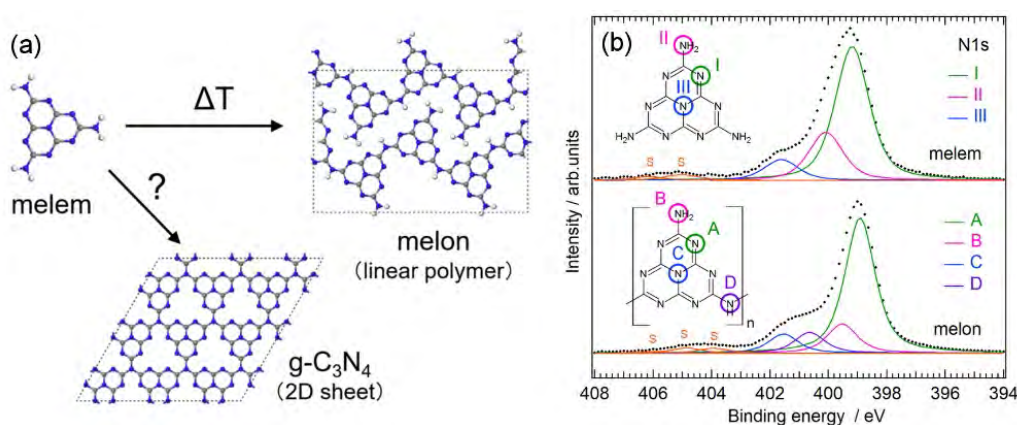 (a)
ΔT
?
melem
melon
(linear polymer)
g-C₃N₄
(2D sheet)
(b)
N1s
II
NH₂
I
III
N
N
N
N
N
N
N
H₂N
NH₂
I
II
III
melem
S
S
B
NH₂
A
C
D
N
N
N
N
N
N
N
N
H
n
A
B
C
D
melon
S
S
S
Intensity / arb.units
408
406
404
402
400
398
396
394
Binding energy / eV